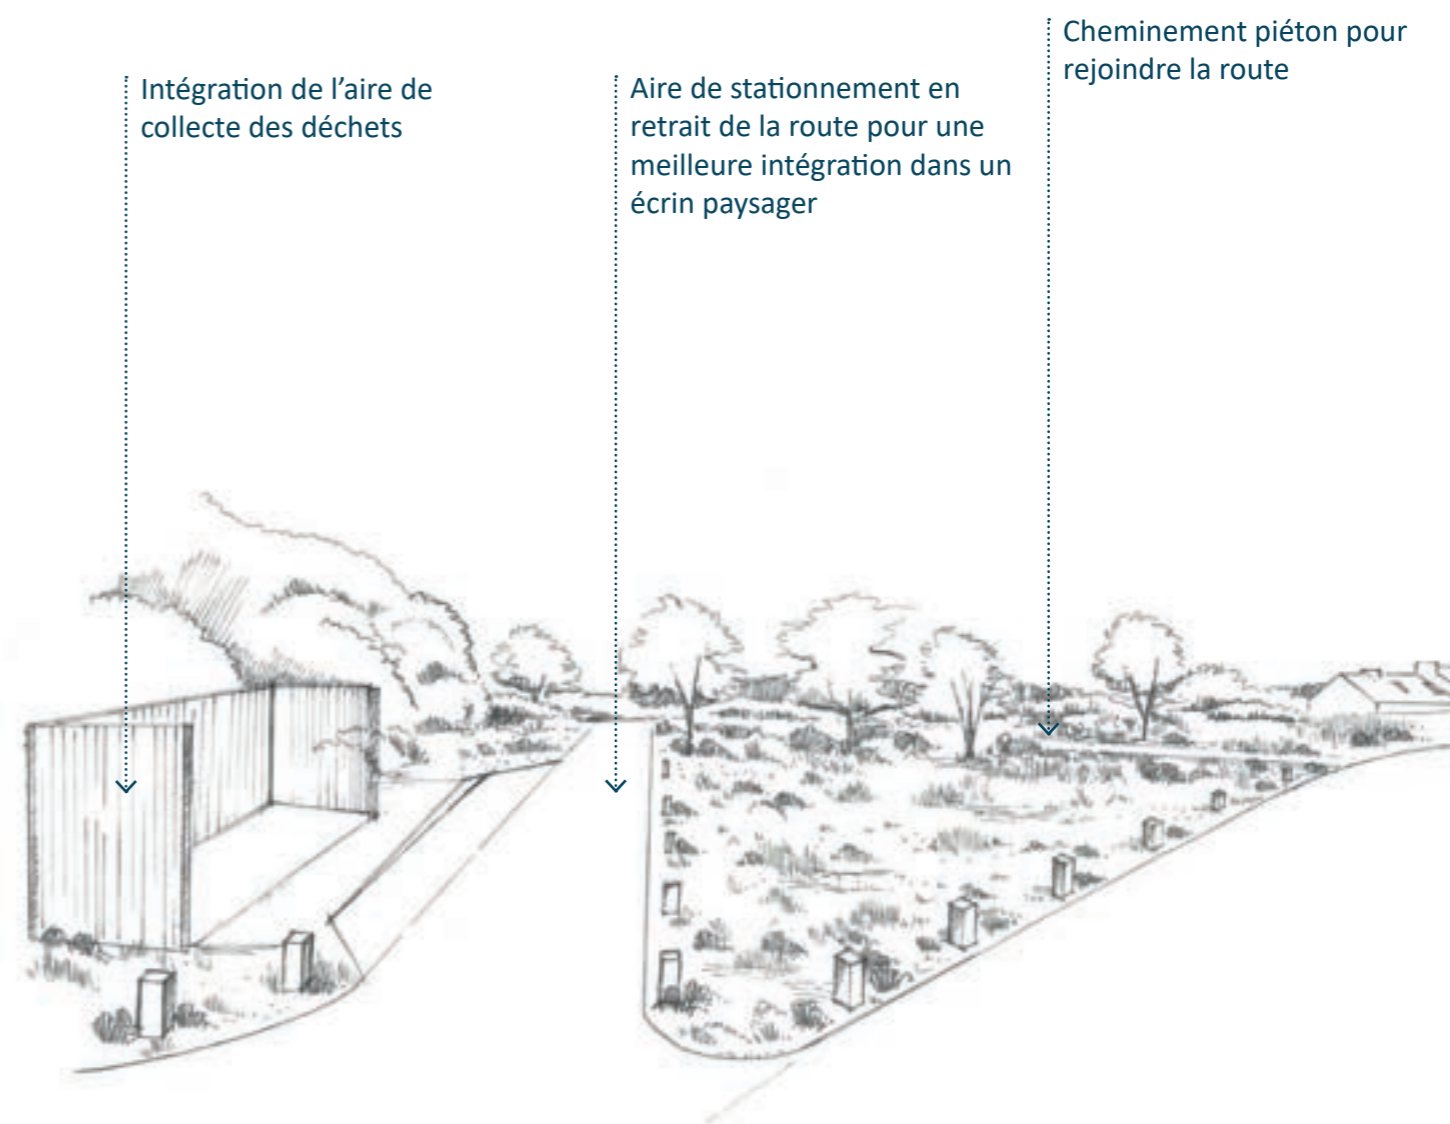 Intégration de l’aire de
collecte des déchets
Aire de stationnement en
retrait de la route pour une
meilleure intégration dans un
écrin paysager
Cheminement piéton pour
rejoindre la route